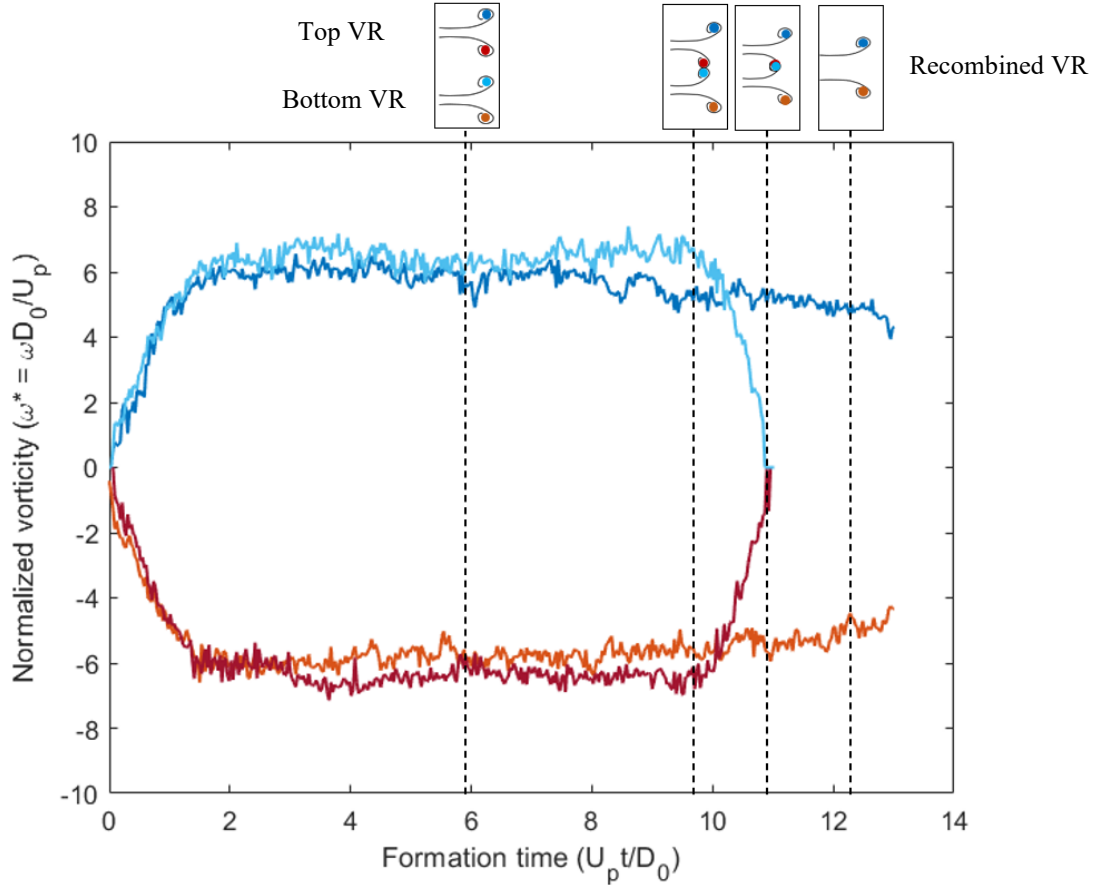 Top VR
Bottom VR
Recombined VR
10
8
6
4
2
0
-2
-4
-6
-8
-10
Normalized vorticity (ω* = ωD₀/Uₚ)
0 2 4 6 8 10 12 14
Formation time (Uₚt/D₀)